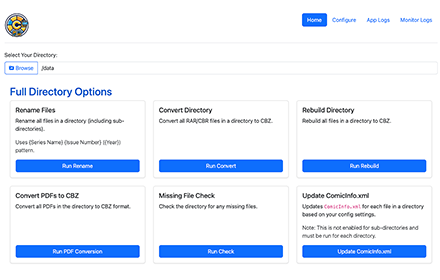 Home Configure App Logs Monitor Logs
Select Your Directory:
Browse /data
Full Directory Options
Rename Files
Rename all files in a directory (including sub-
directories).
Uses {Series Name} {Issue Number} ({Year})
pattern.
Run Rename
Convert Directory
Convert all RAR/CBR files in a directory to CBZ.
Run Convert
Rebuild Directory
Rebuild all files in a directory to CBZ.
Run Rebuild
Convert PDFs to CBZ
Convert all PDFs in the directory to CBZ format.
Run PDF Conversion
Missing File Check
Check the directory for any missing files.
Run Check
Update ComicInfo.xml
Updates ComicInfo.xml for each file in a directory
based on your config settings.
Note: This is not enabled for sub-directories and
must be run for each directory.
Update ComicInfo.xml